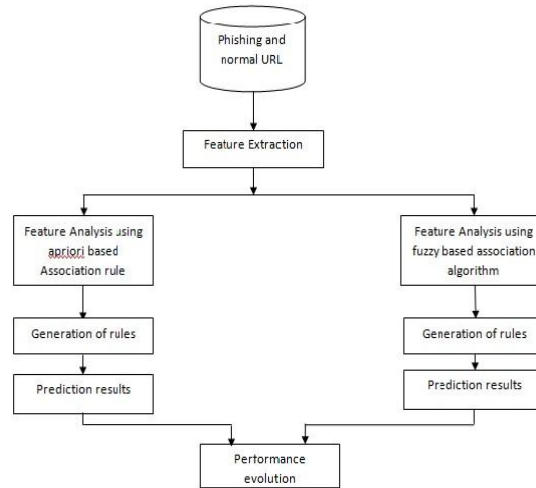 Phishing and
normal URL
Feature Extraction
Feature Analysis using
apriori based
Association rule
Feature Analysis using
fuzzy based association
algorithm
Generation of rules
Generation of rules
Prediction results
Prediction results
Performance
evolution